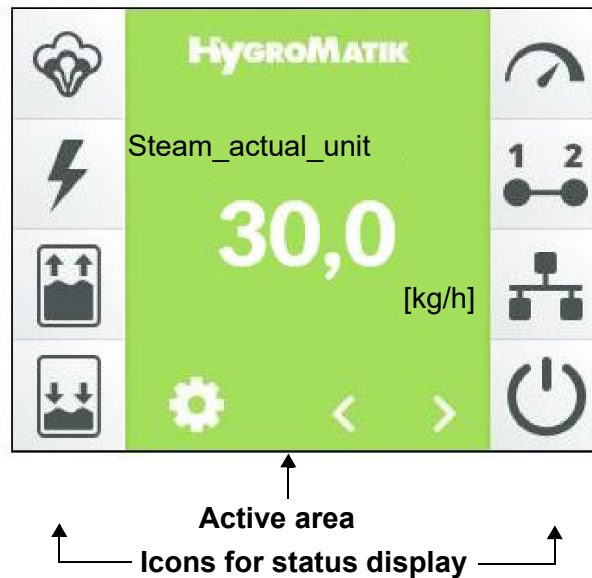 HYGROMATIK
Steam_actual_unit
1 2
30,0
[kg/h]
Active area
Icons for status display